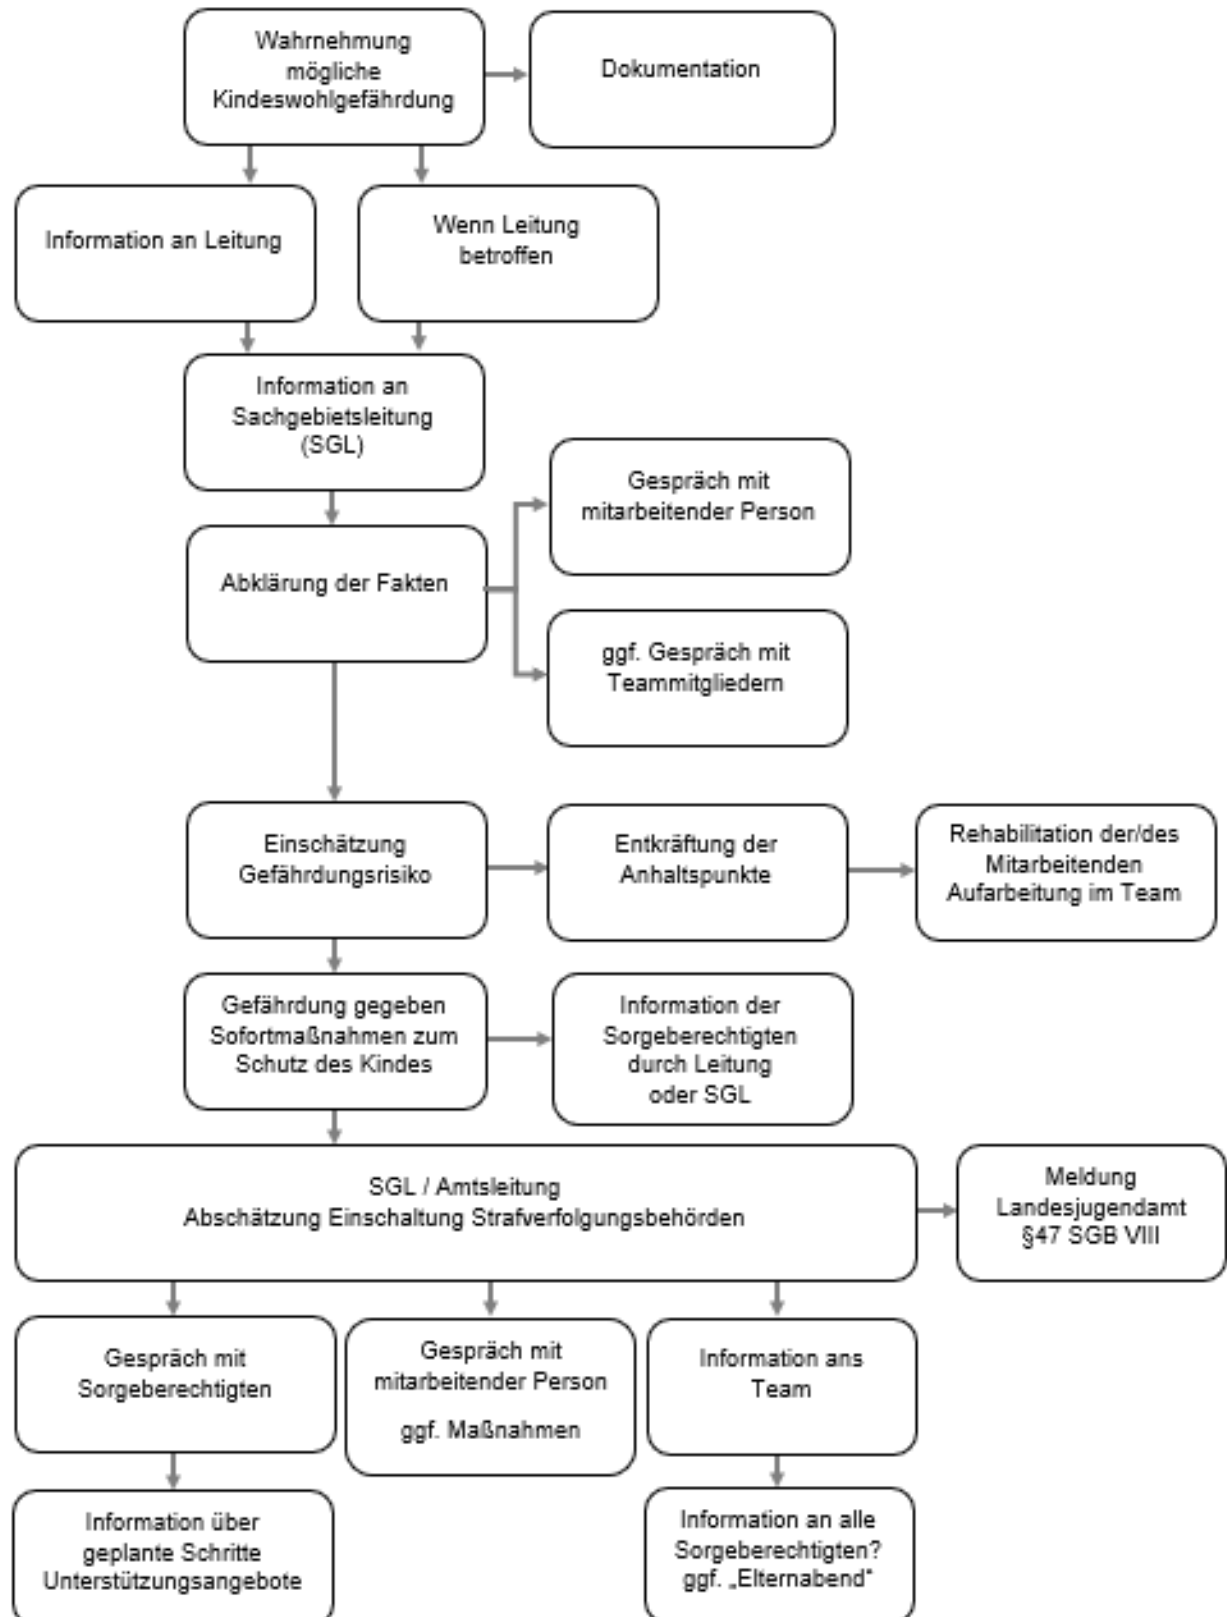 Wahrnehmung
mögliche
Kindeswohlgefährdung
Dokumentation
Information an Leitung
Wenn Leitung
betroffen
Information an
Sachgebietsleitung
(SGL)
Gespräch mit
mitarbeitender Person
Abklärung der Fakten
ggf. Gespräch mit
Teammitgliedern
Einschätzung
Gefährdungsrisiko
Entkräftung der
Anhaltspunkte
Rehabilitation der/des
Mitarbeitenden
Aufarbeitung im Team
Gefährdung gegeben
Sofortmaßnahmen zum
Schutz des Kindes
Information der
Sorgeberechtigten
durch Leitung
oder SGL
SGL / Amtsleitung
Abschätzung Einschaltung Strafverfolgungsbehörden
Meldung
Landesjugendamt
§47 SGB VIII
Gespräch mit
Sorgeberechtigten
Gespräch mit
mitarbeitender Person
ggf. Maßnahmen
Information ans
Team
Information über
geplante Schritte
Unterstützungsangebote
Information an alle
Sorgeberechtigten?
ggf. „Elternabend“